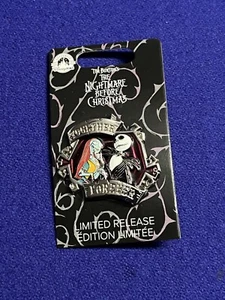 TIM BURTON'S
THE
NIGHTMARE
BEFORE
CHRISTMAS
TOGETHER
FOREVER
LIMITED RELEASE
ÉDITION LIMITÉE